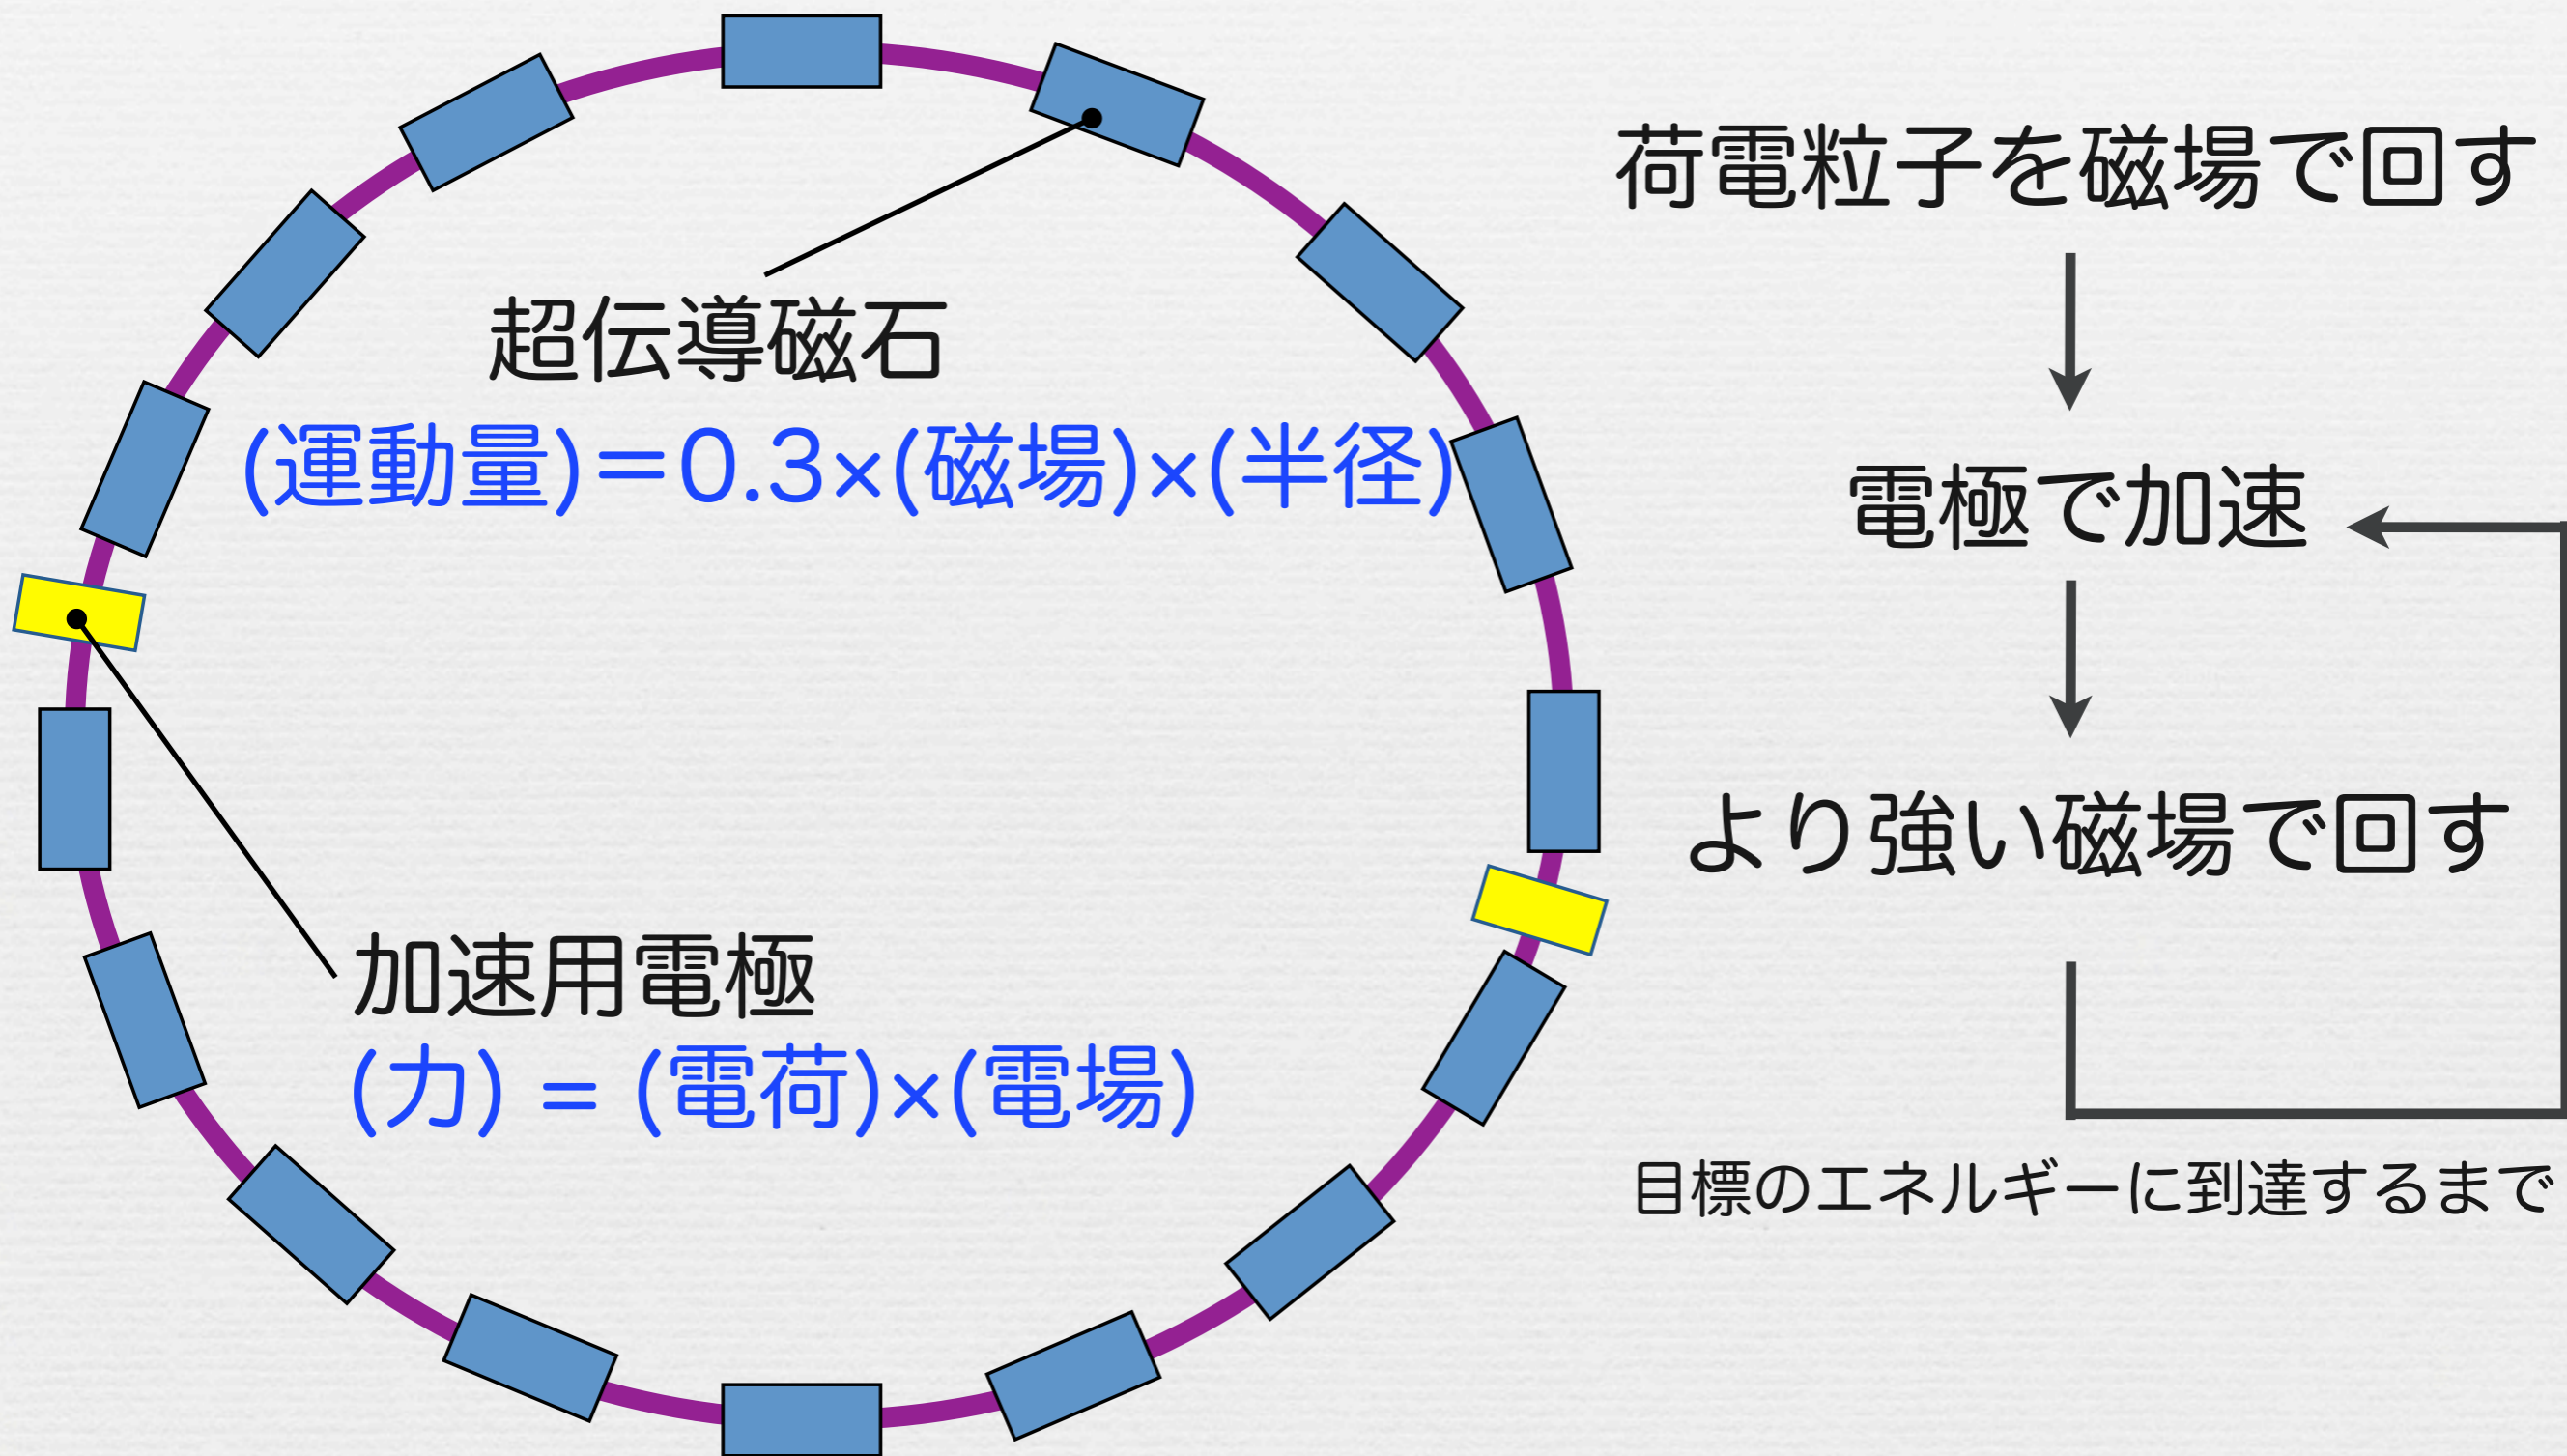 超伝導磁石
(運動量)=0.3×(磁場)×(半径)
加速用電極
(力) = (電荷)×(電場)
荷電粒子を磁場で回す
電極で加速
より強い磁場で回す
目標のエネルギーに到達するまで